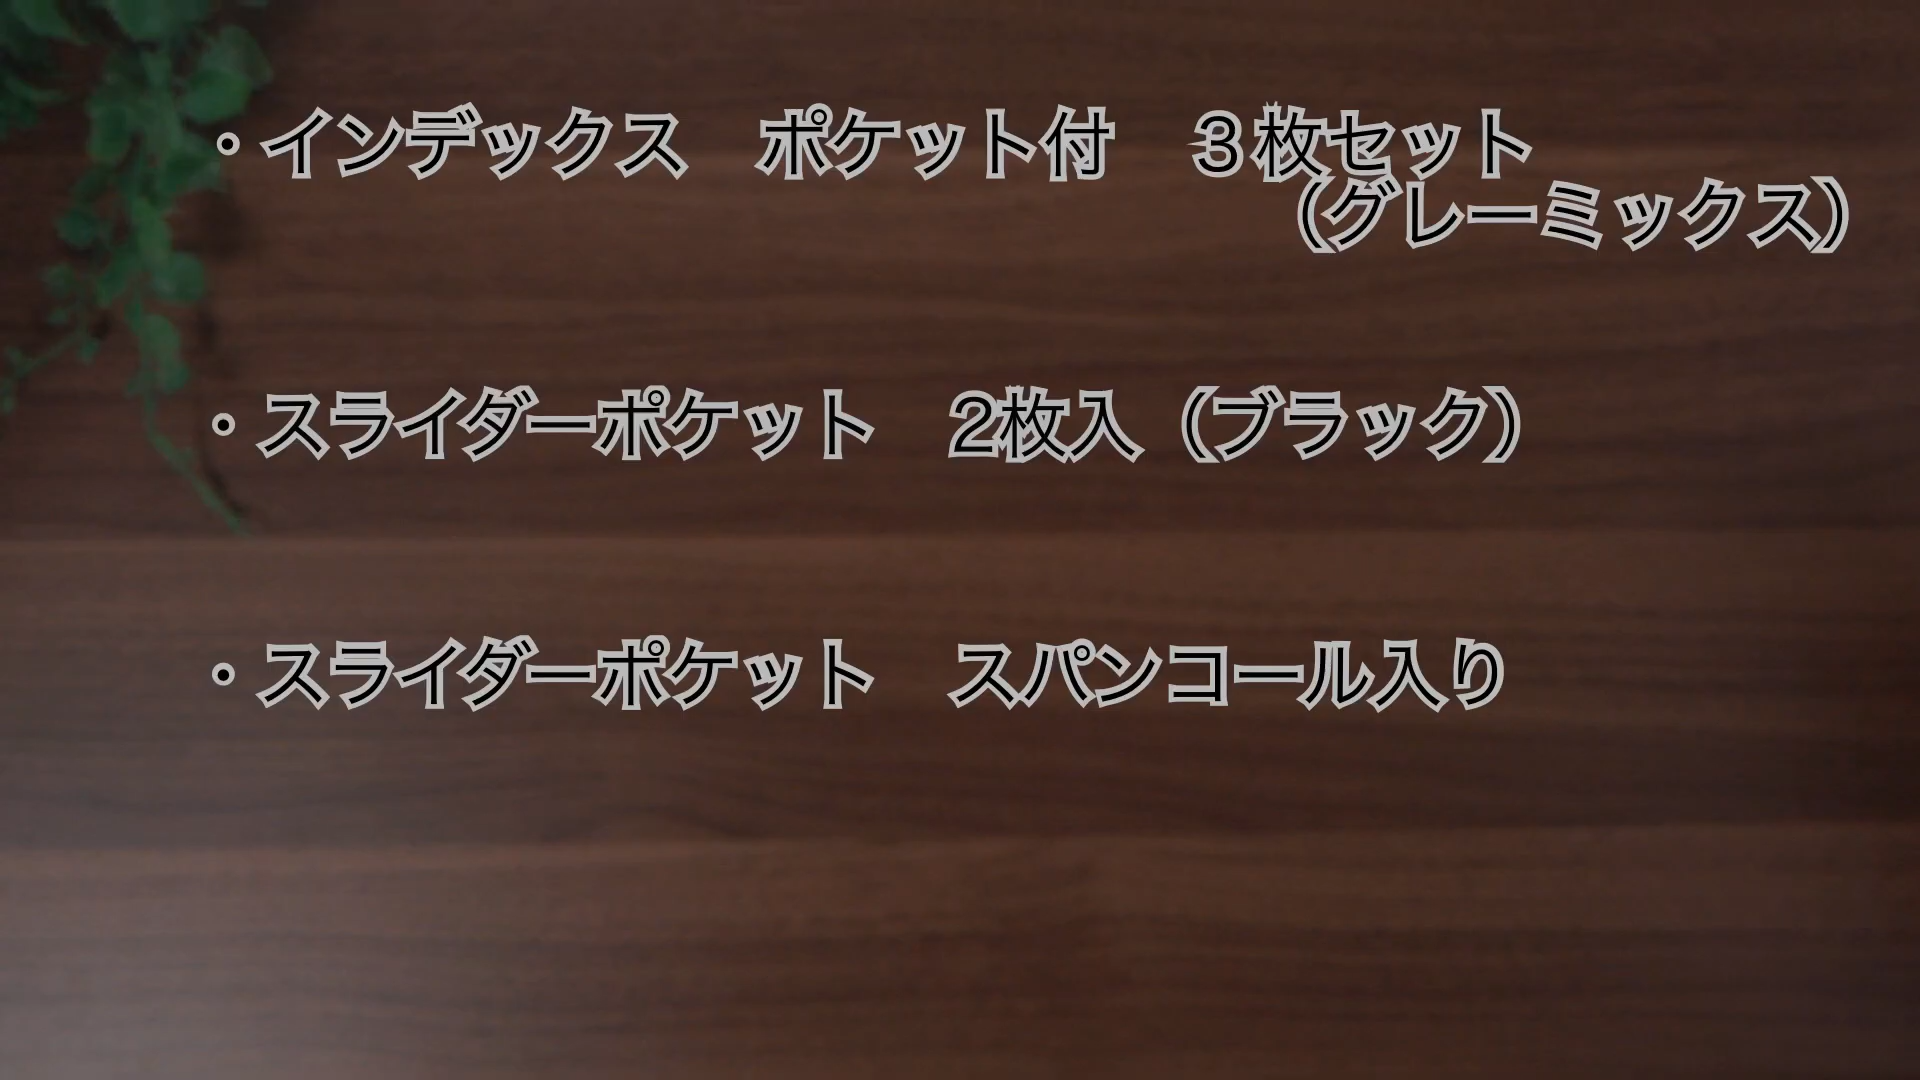 ・インデックス　ポケット付　３枚セット
（グレーミックス）
・スライダーポケット　2枚入（ブラック）
・スライダーポケット　スパンコール入り